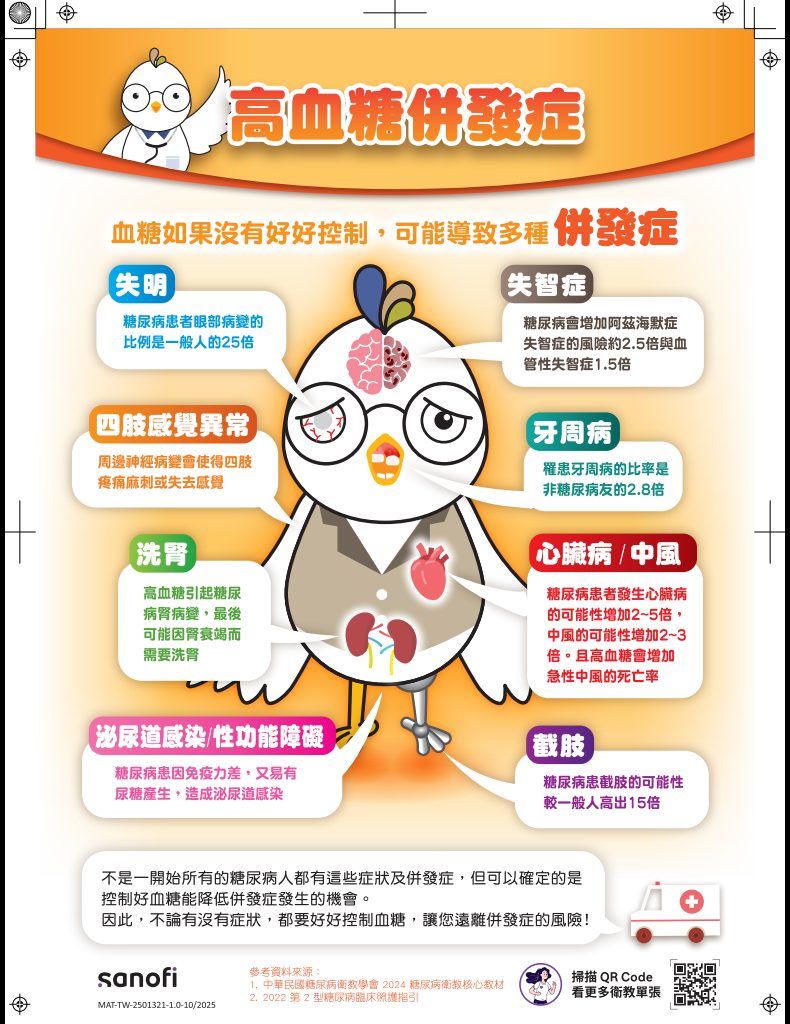 高血糖併發症
血糖如果沒有好好控制，可能導致多種 併發症
失明
糖尿病患者眼部病變的
比例是一般人的25倍
失智症
糖尿病會增加阿茲海默症
失智症的風險約2.5倍與血
管性失智症1.5倍
四肢感覺異常
周邊神經病變會使得四肢
疼痛麻刺或失去感覺
牙周病
罹患牙周病的比率是
非糖尿病友的2.8倍
洗腎
高血糖引起糖尿
病腎病變，最後
可能因腎衰竭而
需要洗腎
心臟病 / 中風
糖尿病患者發生心臟病
的可能性增加2~5倍，
中風的可能性增加2~3
倍。且高血糖會增加
急性中風的死亡率
泌尿道感染/性功能障礙
糖尿病患因免疫力差，又易有
尿糖產生，造成泌尿道感染
截肢
糖尿病患截肢的可能性
較一般人高出15倍
不是一開始所有的糖尿病人都有這些症狀及併發症，但可以確定的是
控制好血糖能降低併發症發生的機會。
因此，不論有沒有症狀，都要好好控制血糖，讓您遠離併發症的風險！
sanofi
MAT-TW-2501321-1.0-10/2025
參考資料來源：
1. 中華民國糖尿病衛教學會 2024 糖尿病衛教核心教材
2. 2022 第 2 型糖尿病臨床照護指引
掃描 QR Code
看更多衛教單張